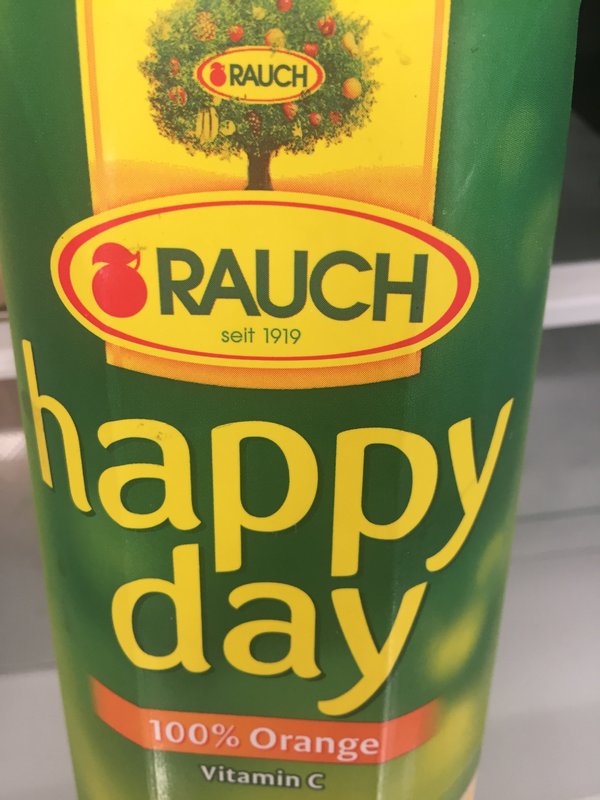 RAUCH
RAUCH
seit 1919
happy
day
100% Orange
Vitamin C